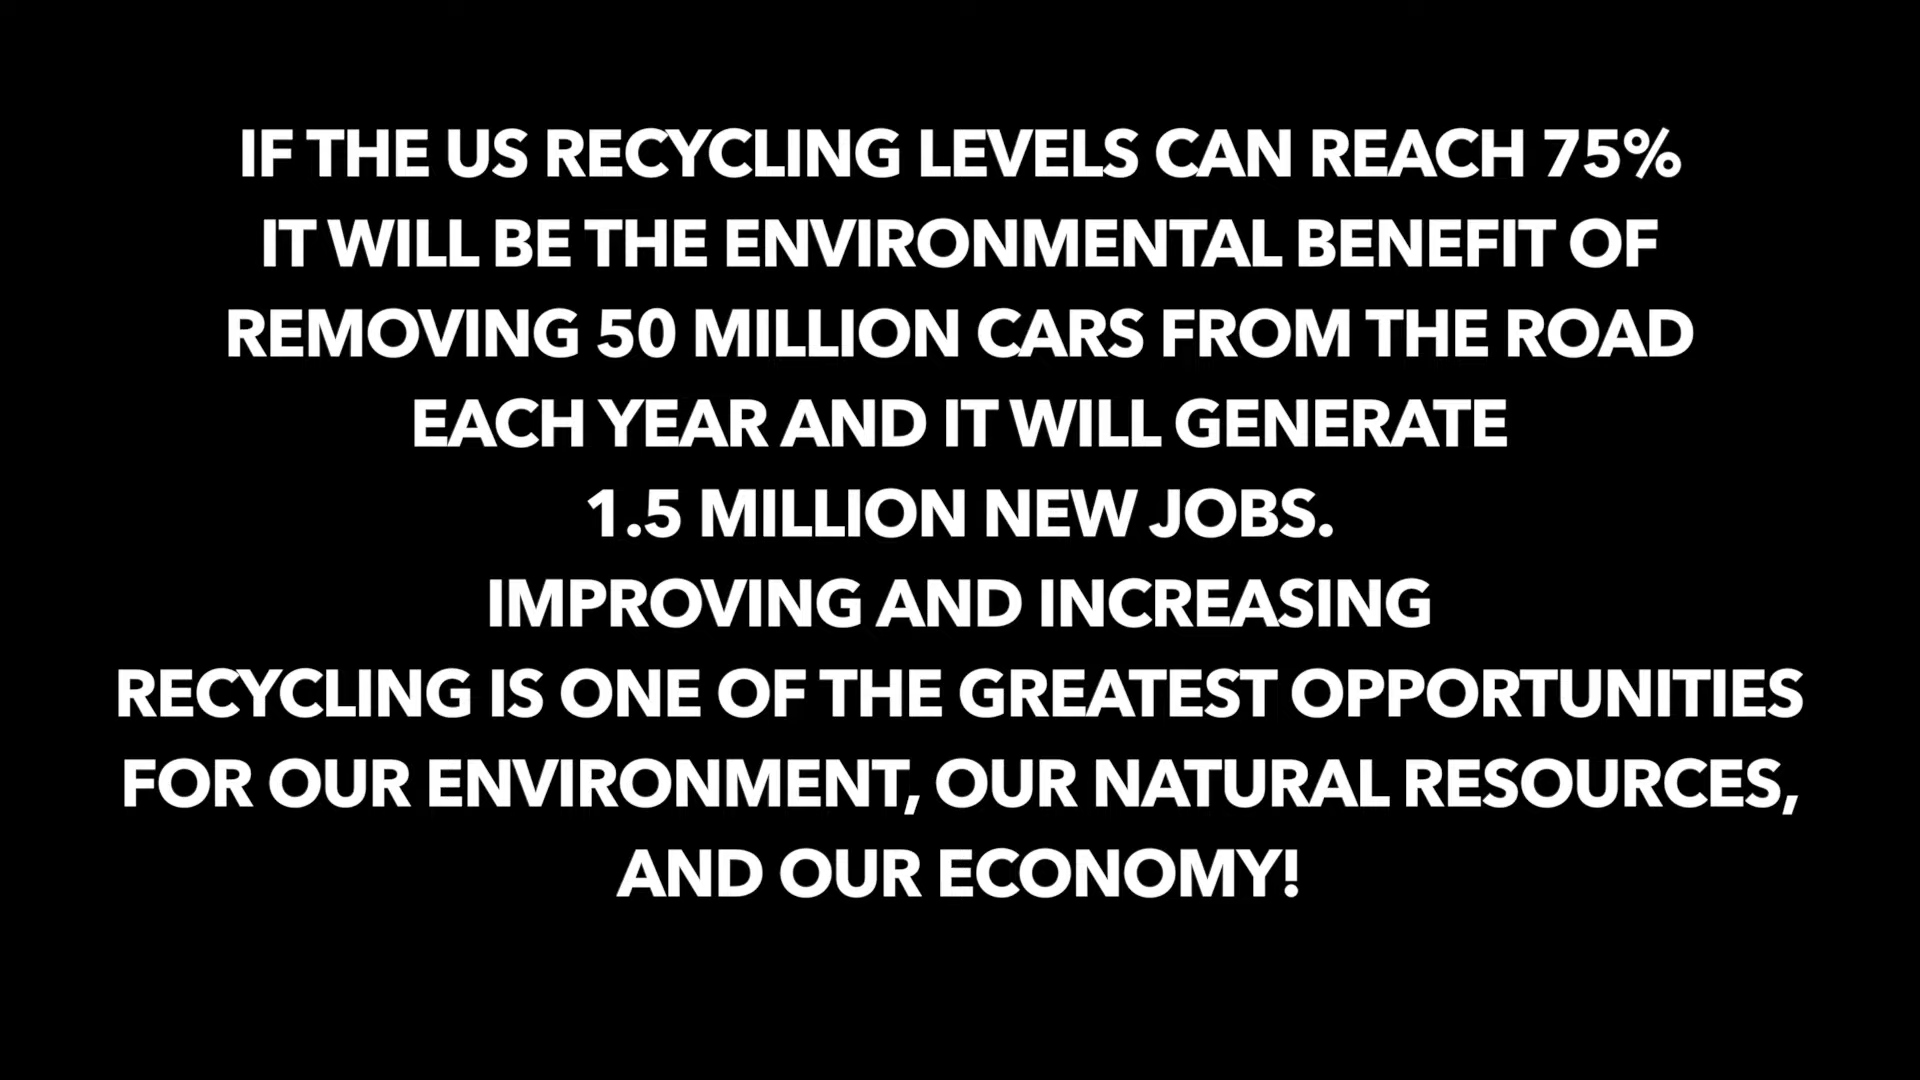 IF THE US RECYCLING LEVELS CAN REACH 75%
IT WILL BE THE ENVIRONMENTAL BENEFIT OF
REMOVING 50 MILLION CARS FROM THE ROAD
EACH YEAR AND IT WILL GENERATE
1.5 MILLION NEW JOBS.
IMPROVING AND INCREASING
RECYCLING IS ONE OF THE GREATEST OPPORTUNITIES
FOR OUR ENVIRONMENT, OUR NATURAL RESOURCES,
AND OUR ECONOMY!